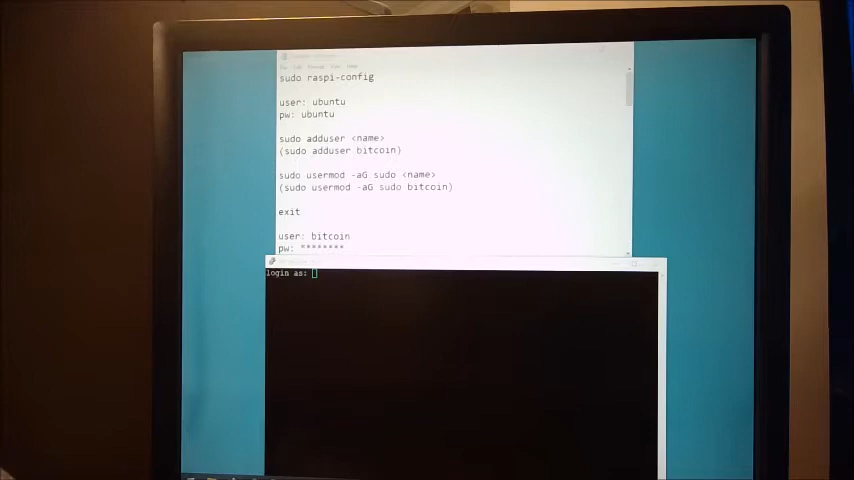 sudo raspi-config
user: ubuntu
pw: ubuntu
sudo adduser <name>
(sudo adduser bitcoin)
sudo usermod -aG sudo <name>
(sudo usermod -aG sudo bitcoin)
exit
user: bitcoin
pw: ********
login as: